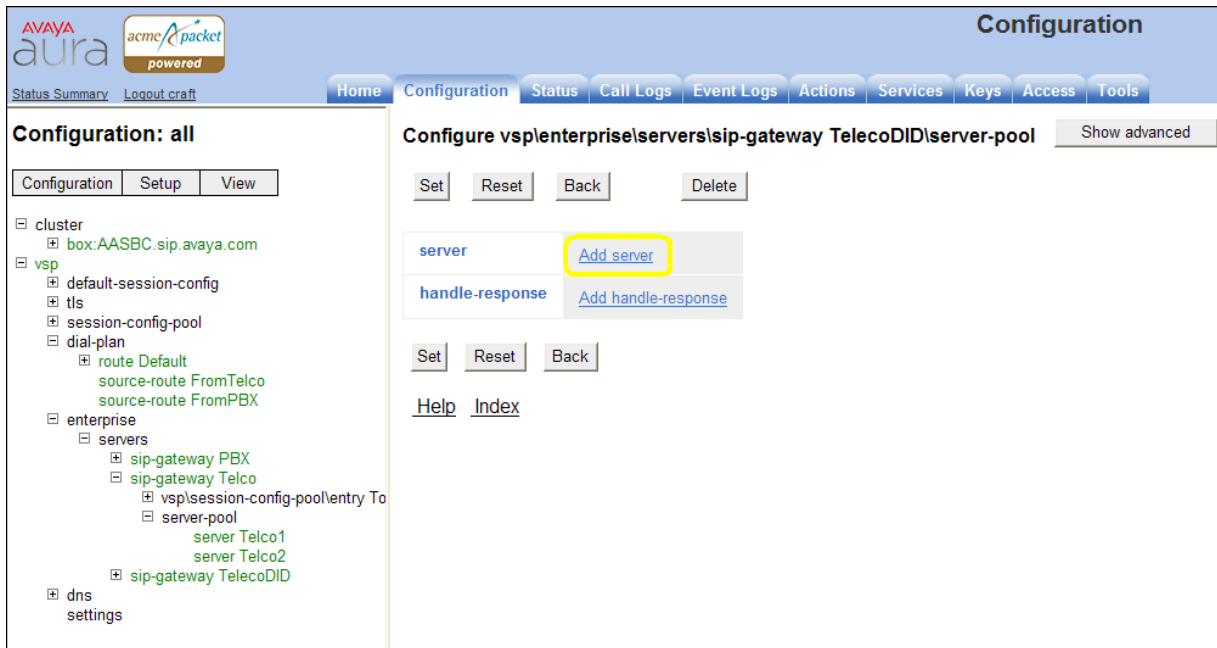 Configuration
AVAYA
aura
acme packet
powered
Status Summary Logout craft
Home Configuration Status Call Logs Event Logs Actions Services Keys Access Tools
Configuration: all
Configuration Setup View
cluster
box:AASBC.sip.avaya.com
vsp
default-session-config
tls
session-config-pool
dial-plan
route Default
source-route FromTelco
source-route FromPBX
enterprise
servers
sip-gateway PBX
sip-gateway Telco
vsp\session-config-pool\entry To
server-pool
server Telco1
server Telco2
sip-gateway TelecoDID
dns
settings
Configure vsp\enterprise\servers\sip-gateway TelecoDID\server-pool Show advanced
Set Reset Back Delete
server Add server
handle-response Add handle-response
Set Reset Back
Help Index